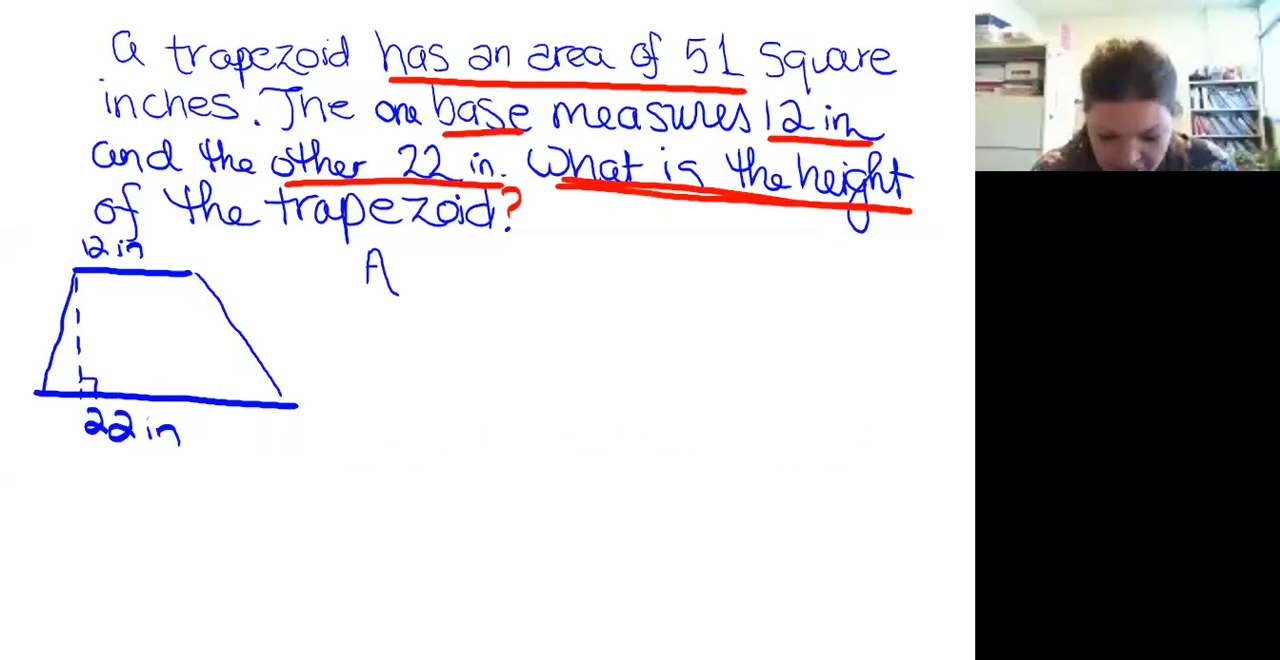 a trapezoid has an area of 51 square
inches. The one base measures 12 in
and the other 22 in. What is the height
of the trapezoid?
12 in
A
22 in